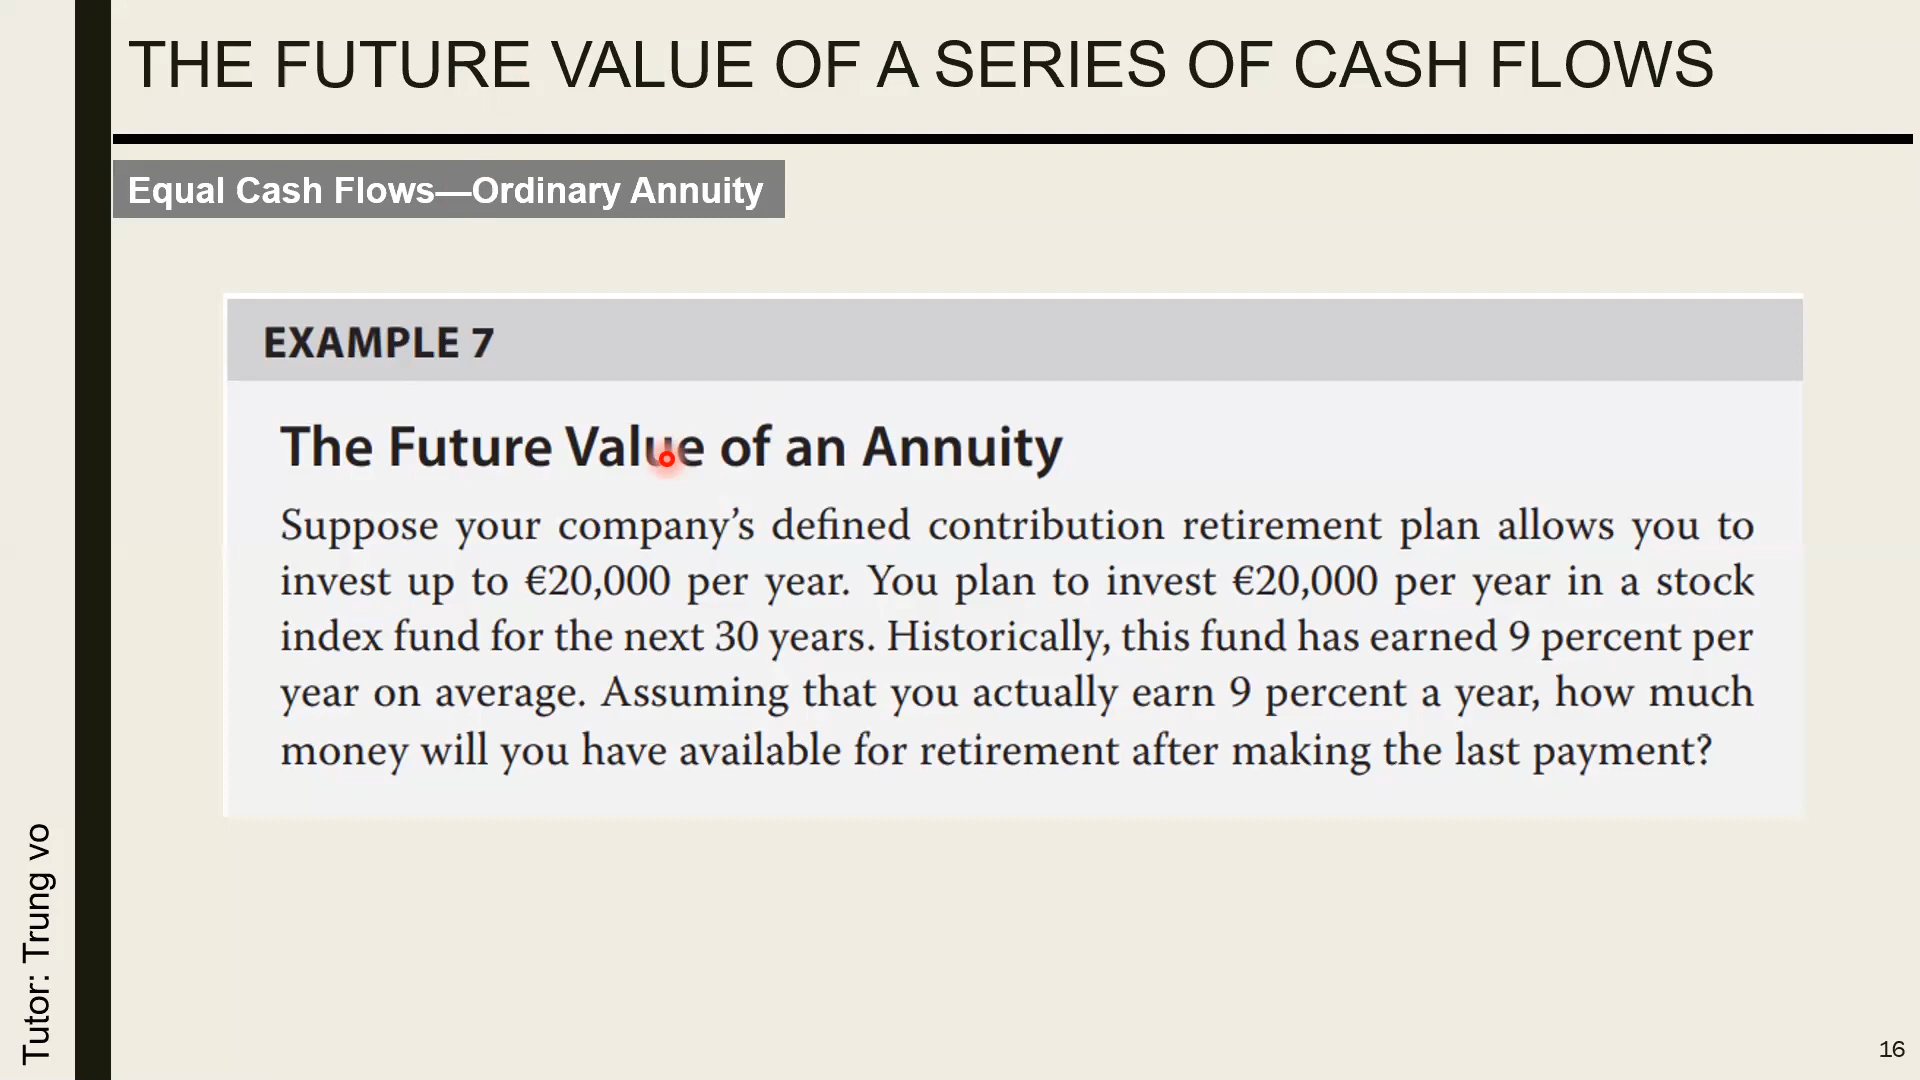 THE FUTURE VALUE OF A SERIES OF CASH FLOWS
Equal Cash Flows—Ordinary Annuity
EXAMPLE 7
The Future Value of an Annuity
Suppose your company’s defined contribution retirement plan allows you to
invest up to €20,000 per year. You plan to invest €20,000 per year in a stock
index fund for the next 30 years. Historically, this fund has earned 9 percent per
year on average. Assuming that you actually earn 9 percent a year, how much
money will you have available for retirement after making the last payment?
Tutor: Trung vo
16